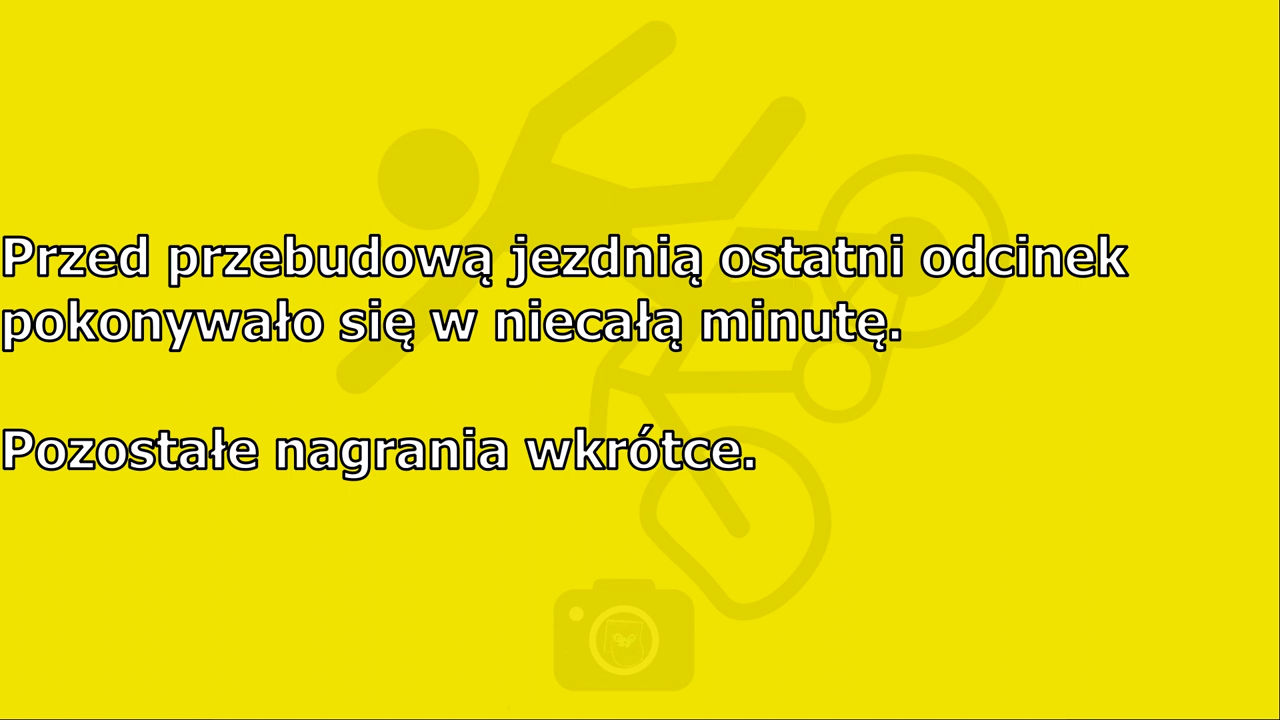 Przed przebudową jezdnią ostatni odcinek
pokonywało się w niecałą minutę.
Pozostałe nagrania wkrótce.